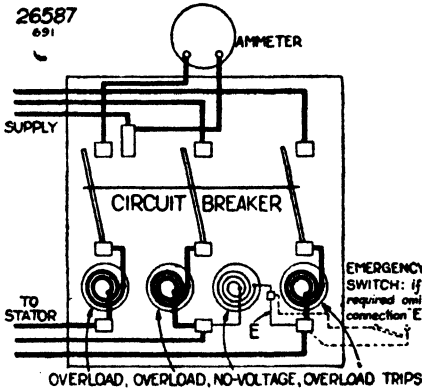 26587
691
AMMETER
SUPPLY
CIRCUIT BREAKER
EMERGENCY
SWITCH: if
required omit
connection 'E'
TO
STATOR
E
OVERLOAD, OVERLOAD, NO-VOLTAGE, OVERLOAD TRIPS